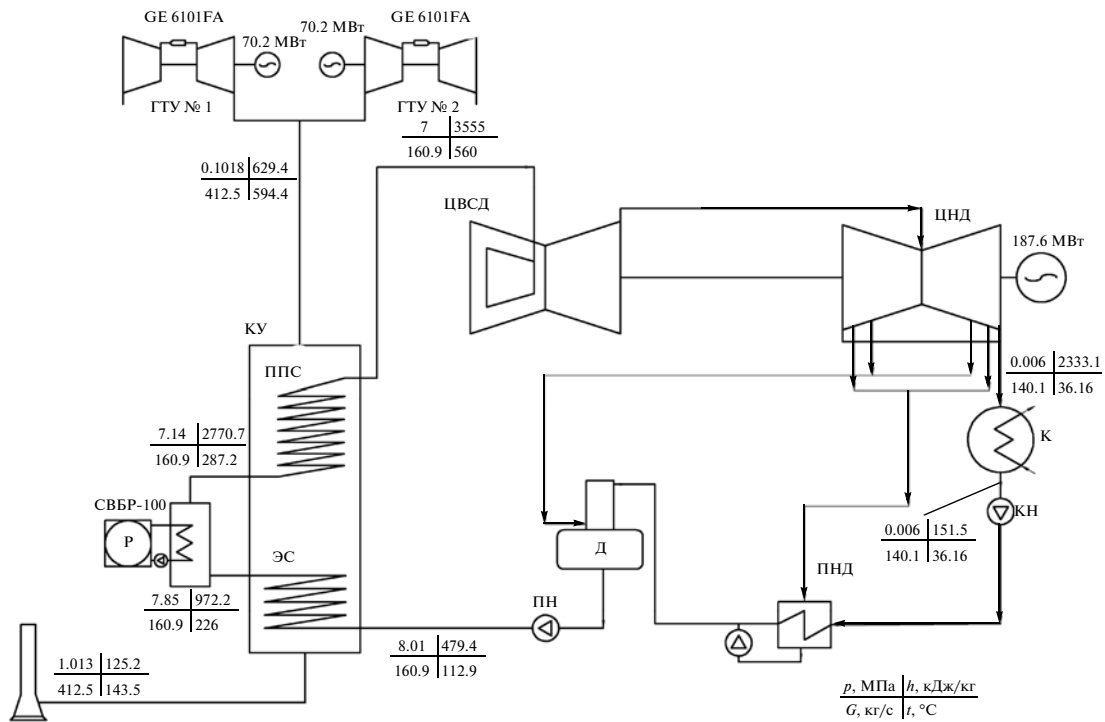 GE 6101FA
GE 6101FA
70.2 МВт
70.2 МВт
ГТУ № 1
ГТУ № 2
7 3555
160.9 560
0.1018 629.4
412.5 594.4
ЦВСД
ЦНД
187.6 МВт
КУ
ППС
0.006 2333.1
140.1 36.16
7.14 2770.7
160.9 287.2
К
СВБР-100
Р
КН
0.006 151.5
140.1 36.16
Д
ЭС
ПНД
7.85 972.2
160.9 226
ПН
8.01 479.4
160.9 112.9
1.013 125.2
412.5 143.5
p, МПа h, кДж/кг
G, кг/с t, °C